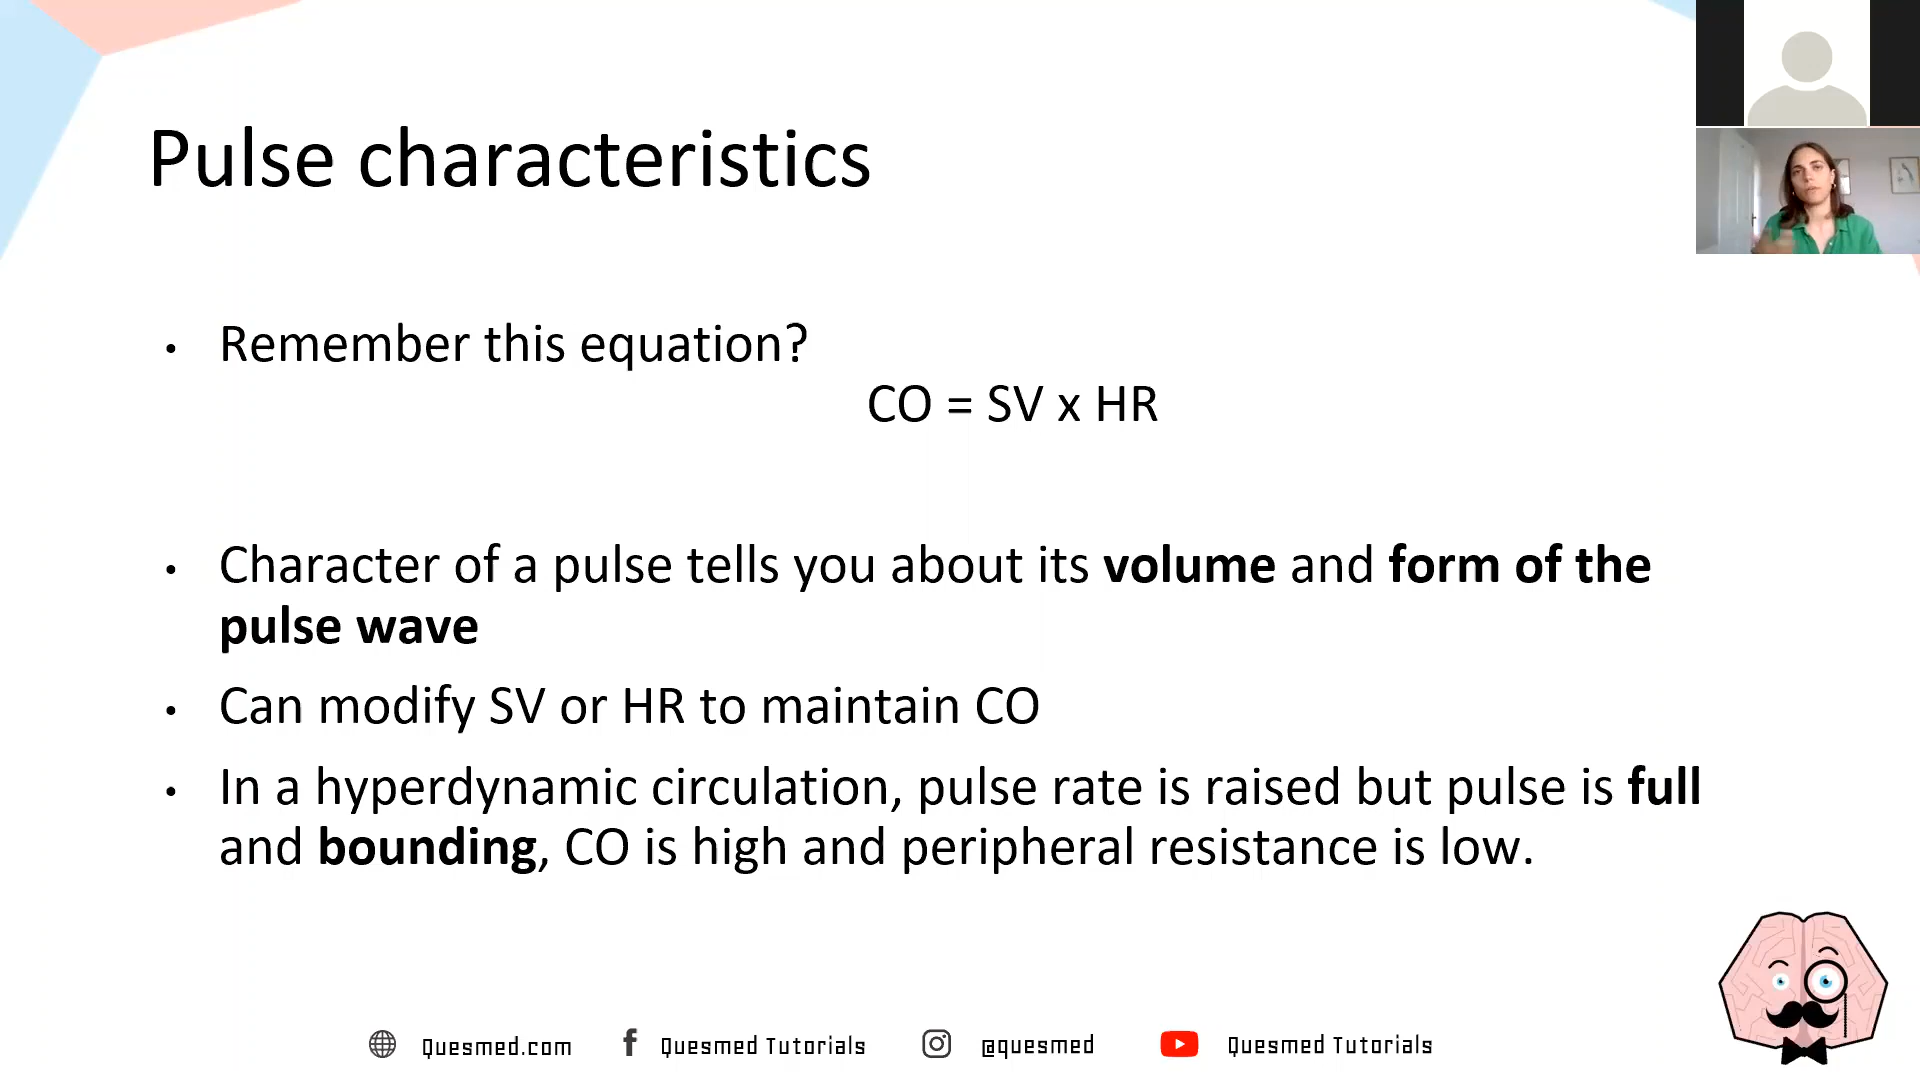 Pulse characteristics
• Remember this equation?
CO = SV x HR
• Character of a pulse tells you about its volume and form of the
pulse wave
• Can modify SV or HR to maintain CO
• In a hyperdynamic circulation, pulse rate is raised but pulse is full
and bounding, CO is high and peripheral resistance is low.
Quesmed.com Quesmed Tutorials @quesmed Quesmed Tutorials